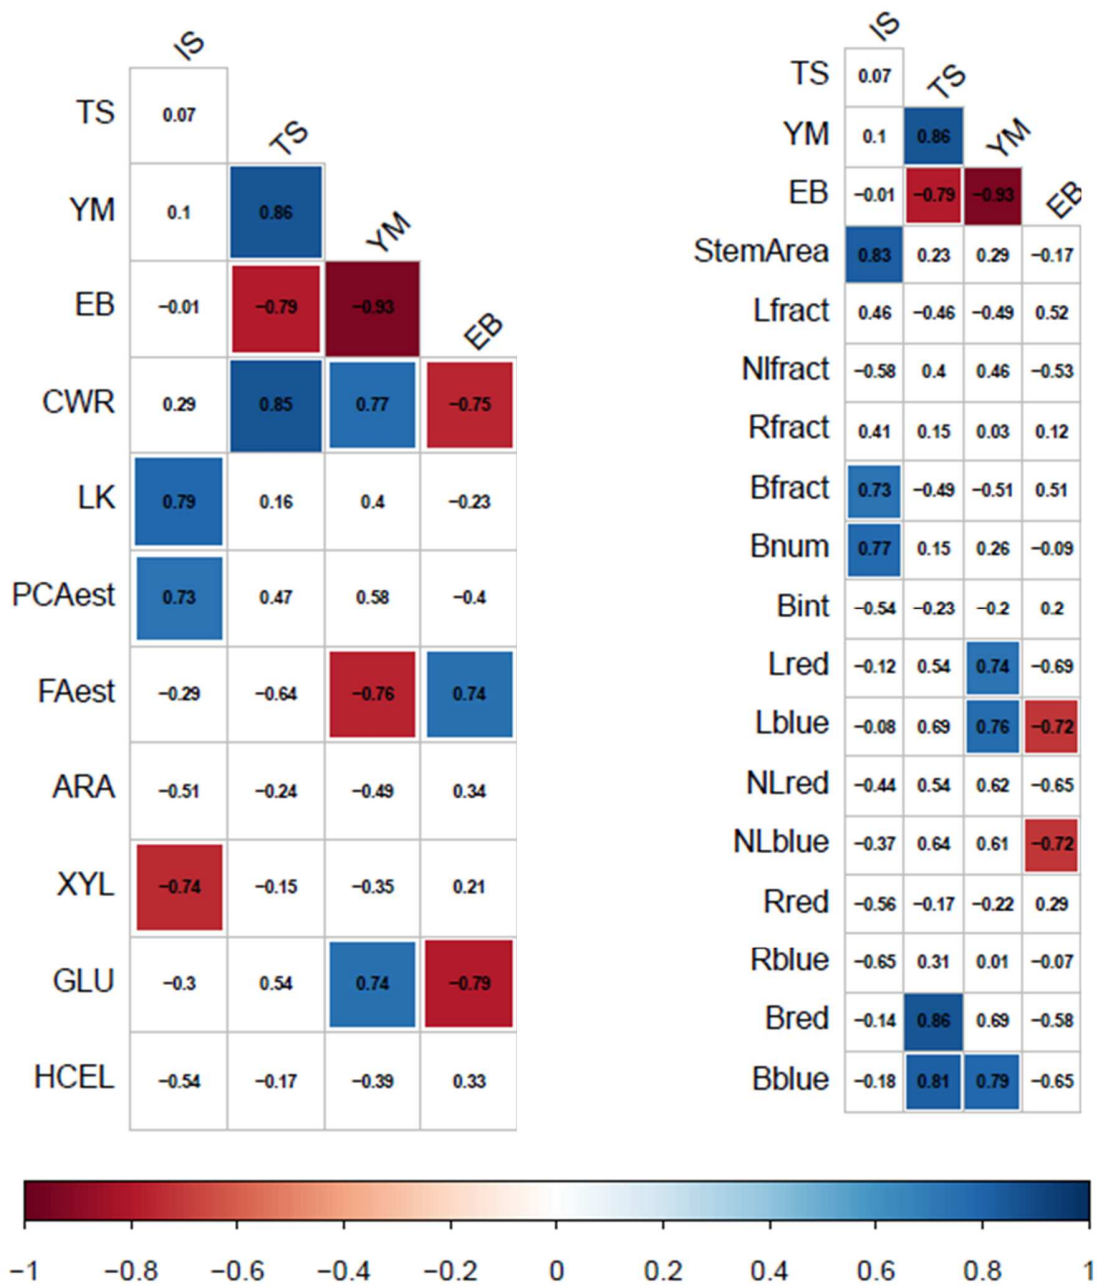 IS
TS 0.07
TS
YM 0.1 0.86
YM
EB −0.01 −0.79 −0.93
EB
CWR 0.29 0.85 0.77 −0.75
LK 0.79 0.16 0.4 −0.23
PCAest 0.73 0.47 0.58 −0.4
FAest −0.29 −0.64 −0.76 0.74
ARA −0.51 −0.24 −0.49 0.34
XYL −0.74 −0.15 −0.35 0.21
GLU −0.3 0.54 0.74 −0.79
HCEL −0.54 −0.17 −0.39 0.33
IS
TS 0.07
TS
YM 0.1 0.86
YM
EB −0.01 −0.79 −0.93
EB
StemArea 0.83 0.23 0.29 −0.17
Lfract 0.46 −0.46 −0.49 0.52
Nlfract −0.58 0.4 0.46 −0.53
Rfract 0.41 0.15 0.03 0.12
Bfract 0.73 −0.49 −0.51 0.51
Bnum 0.77 0.15 0.26 −0.09
Bint −0.54 −0.23 −0.2 0.2
Lred −0.12 0.54 0.74 −0.69
Lblue −0.08 0.69 0.76 −0.72
NLred −0.44 0.54 0.62 −0.65
NLblue −0.37 0.64 0.61 −0.72
Rred −0.56 −0.17 −0.22 0.29
Rblue −0.65 0.31 0.01 −0.07
Bred −0.14 0.86 0.69 −0.58
Bblue −0.18 0.81 0.79 −0.65
−1 −0.8 −0.6 −0.4 −0.2 0 0.2 0.4 0.6 0.8 1